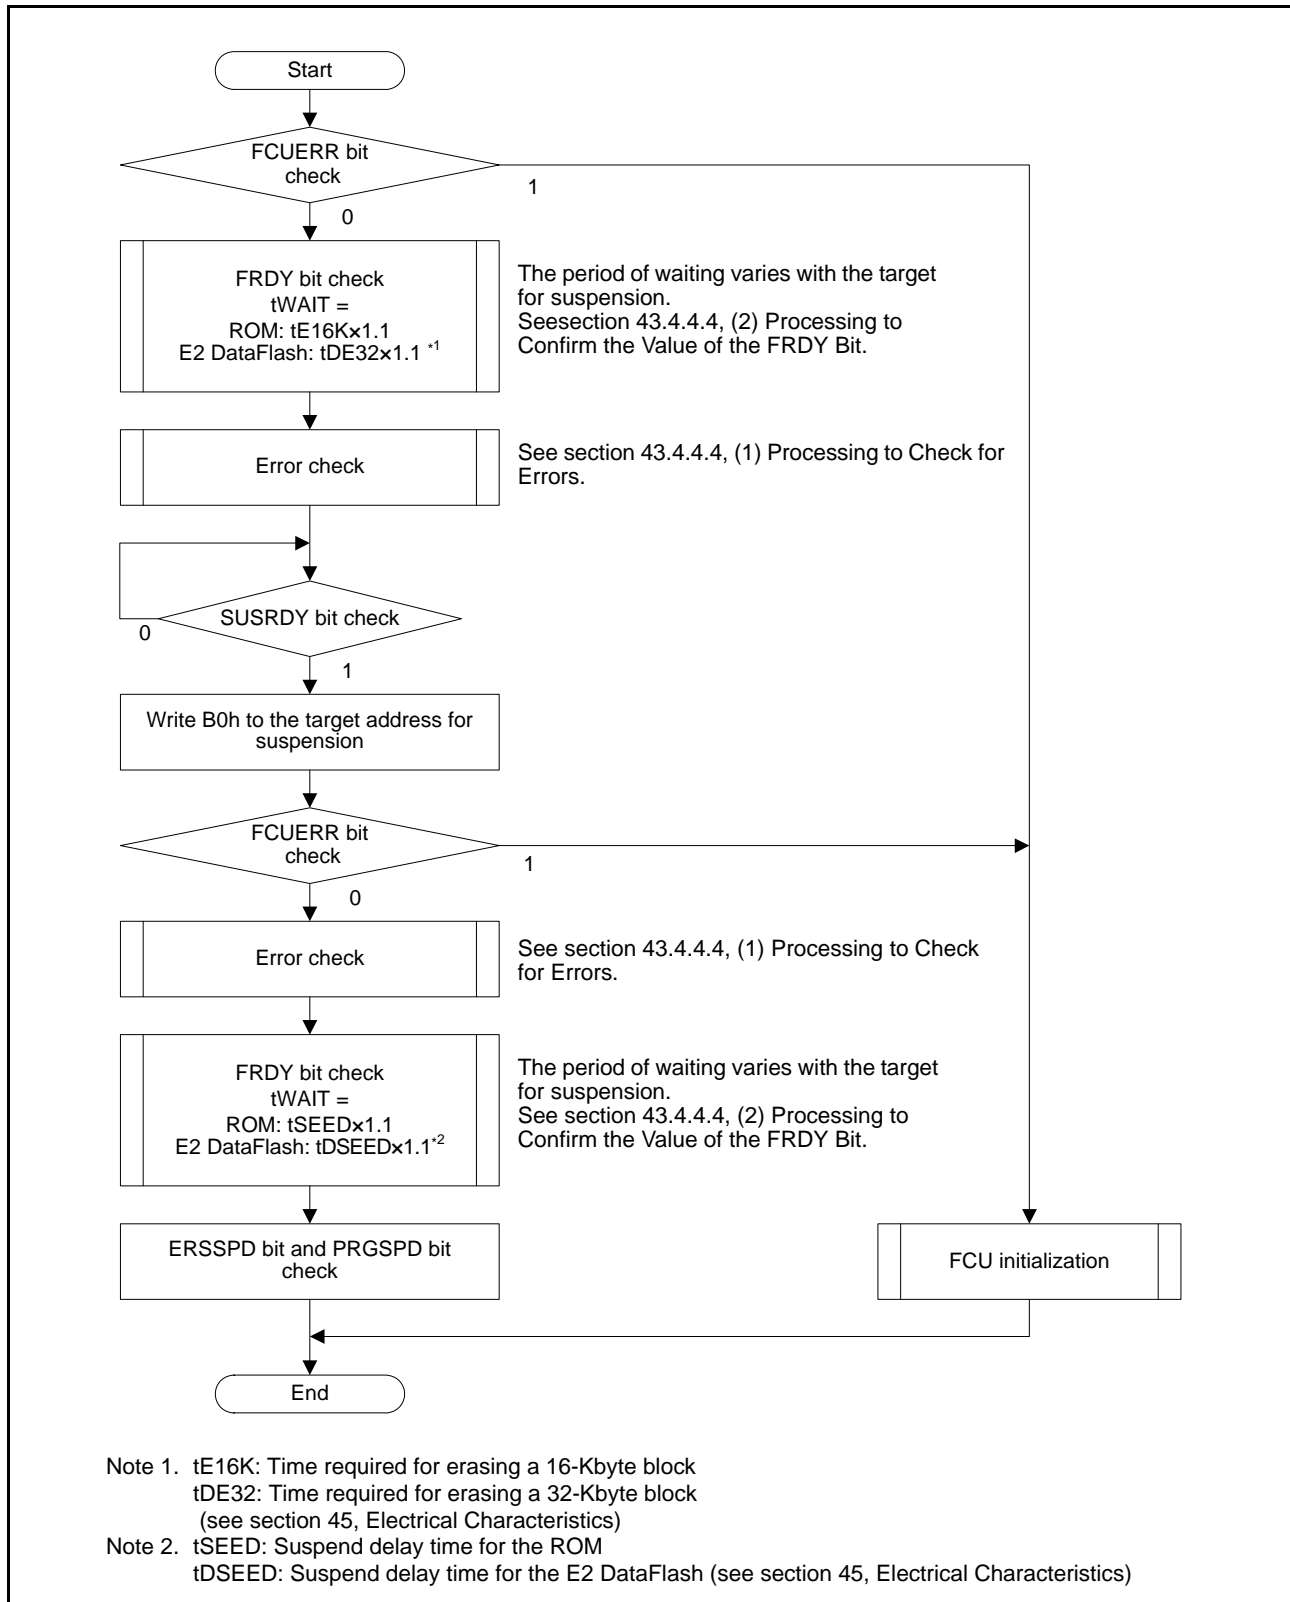 Start
FCUERR bit
check
1
0
FRDY bit check
tWAIT =
ROM: tE16K×1.1
E2 DataFlash: tDE32×1.1 *1
The period of waiting varies with the target
for suspension.
Seesection 43.4.4.4, (2) Processing to
Confirm the Value of the FRDY Bit.
Error check
See section 43.4.4.4, (1) Processing to Check for
Errors.
SUSRDY bit check
0
1
Write B0h to the target address for
suspension
FCUERR bit
check
1
0
Error check
See section 43.4.4.4, (1) Processing to Check
for Errors.
FRDY bit check
tWAIT =
ROM: tSEED×1.1
E2 DataFlash: tDSEED×1.1*2
The period of waiting varies with the target
for suspension.
See section 43.4.4.4, (2) Processing to
Confirm the Value of the FRDY Bit.
ERSSPD bit and PRGSPD bit
check
FCU initialization
End
Note 1. tE16K: Time required for erasing a 16-Kbyte block
tDE32: Time required for erasing a 32-Kbyte block
(see section 45, Electrical Characteristics)
Note 2. tSEED: Suspend delay time for the ROM
tDSEED: Suspend delay time for the E2 DataFlash (see section 45, Electrical Characteristics)